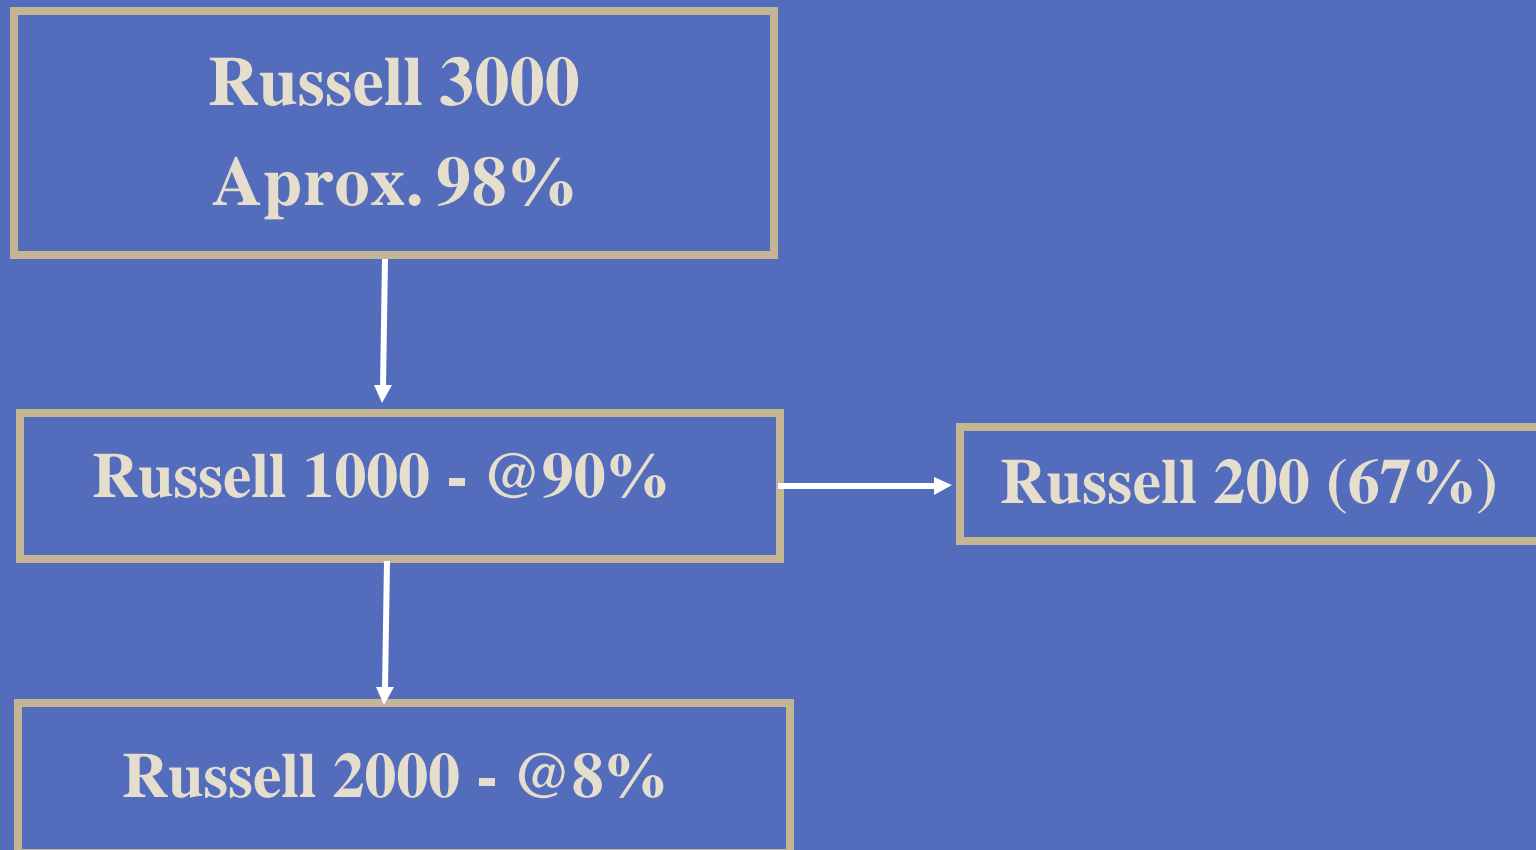 Russell 3000
Aprox. 98%
Russell 1000 - @90%
Russell 200 (67%)
Russell 2000 - @8%